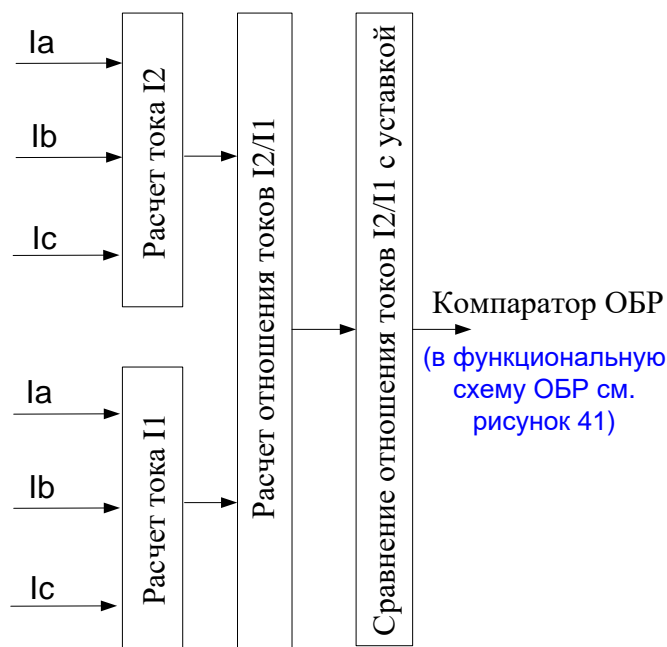 Ia
Ib
Ic
Расчет тока I2
Ia
Ib
Ic
Расчет тока I1
Расчет отношения токов I2/I1
Сравнение отношения токов I2/I1 с уставкой
Компаратор ОБР
(в функциональную
схему ОБР см.
рисунок 41)